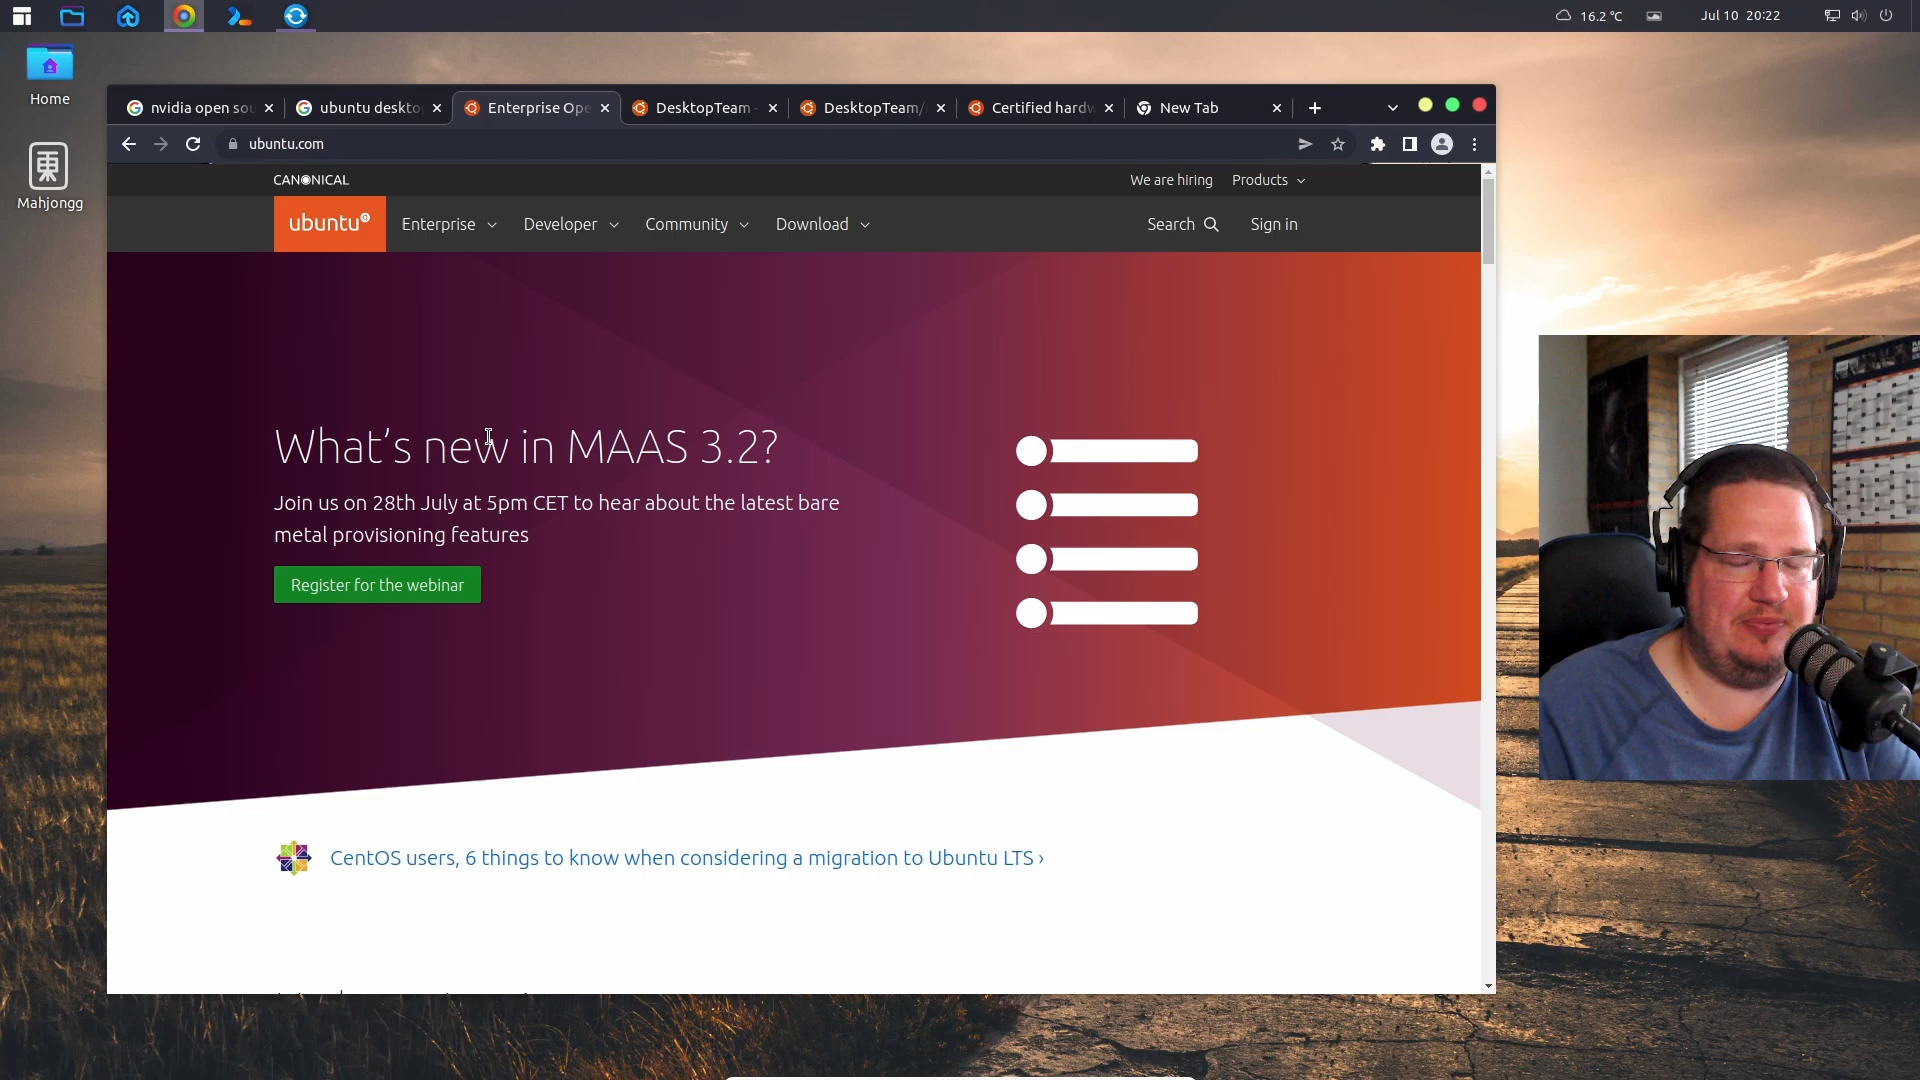 16.2 °C
Jul 10 20:22
Home
東
Mahjongg
nvidia open sou
ubuntu deskto
Enterprise Ope
DesktopTeam -
DesktopTeam/
Certified hardw
New Tab
ubuntu.com
CANONICAL
We are hiring
Products
ubuntu
Enterprise
Developer
Community
Download
Search
Sign in
What's new in MAAS 3.2?
Join us on 28th July at 5pm CET to hear about the latest bare
metal provisioning features
Register for the webinar
CentOS users, 6 things to know when considering a migration to Ubuntu LTS ›